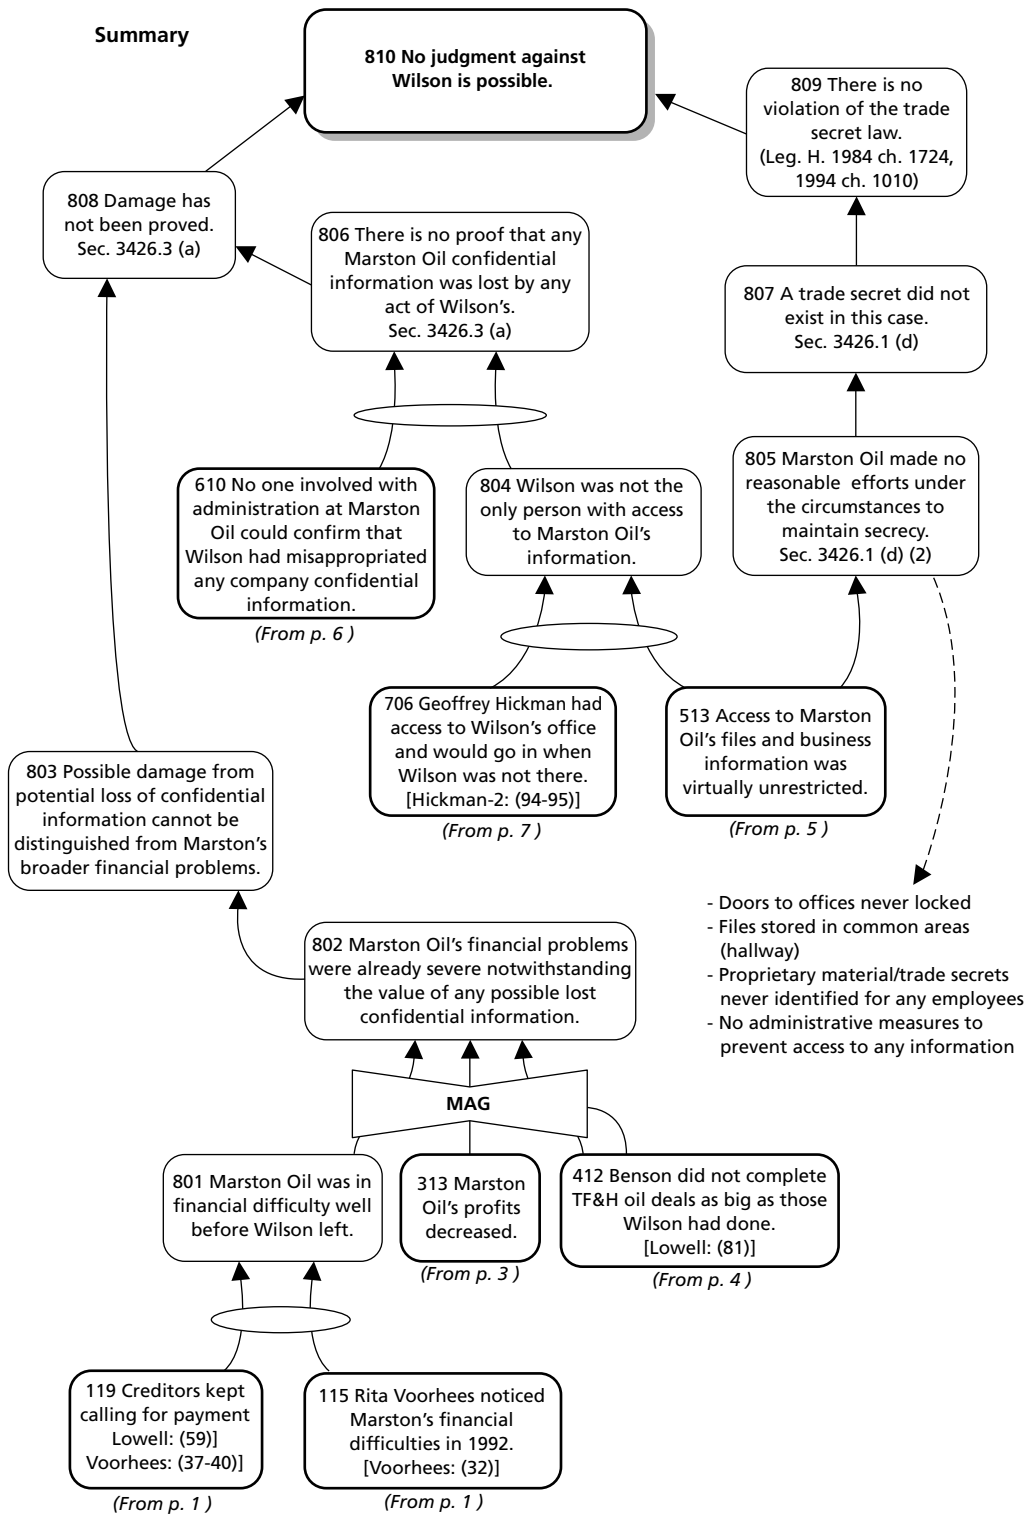 Summary
810 No judgment against
Wilson is possible.
809 There is no
violation of the trade
secret law.
(Leg. H. 1984 ch. 1724,
1994 ch. 1010)
808 Damage has
not been proved.
Sec. 3426.3 (a)
806 There is no proof that any
Marston Oil confidential
information was lost by any
act of Wilson's.
Sec. 3426.3 (a)
807 A trade secret did not
exist in this case.
Sec. 3426.1 (d)
610 No one involved with
administration at Marston
Oil could confirm that
Wilson had misappropriated
any company confidential
information.
(From p. 6 )
804 Wilson was not the
only person with access
to Marston Oil's
information.
805 Marston Oil made no
reasonable efforts under
the circumstances to
maintain secrecy.
Sec. 3426.1 (d) (2)
706 Geoffrey Hickman had
access to Wilson's office
and would go in when
Wilson was not there.
[Hickman-2: (94-95)]
(From p. 7 )
513 Access to Marston
Oil's files and business
information was
virtually unrestricted.
(From p. 5 )
803 Possible damage from
potential loss of confidential
information cannot be
distinguished from Marston's
broader financial problems.
- Doors to offices never locked
- Files stored in common areas
(hallway)
- Proprietary material/trade secrets
never identified for any employees
- No administrative measures to
prevent access to any information
802 Marston Oil's financial problems
were already severe notwithstanding
the value of any possible lost
confidential information.
MAG
801 Marston Oil was in
financial difficulty well
before Wilson left.
313 Marston
Oil's profits
decreased.
(From p. 3 )
412 Benson did not complete
TF&H oil deals as big as those
Wilson had done.
[Lowell: (81)]
(From p. 4 )
119 Creditors kept
calling for payment
Lowell: (59)]
Voorhees: (37-40)]
(From p. 1 )
115 Rita Voorhees noticed
Marston's financial
difficulties in 1992.
[Voorhees: (32)]
(From p. 1 )